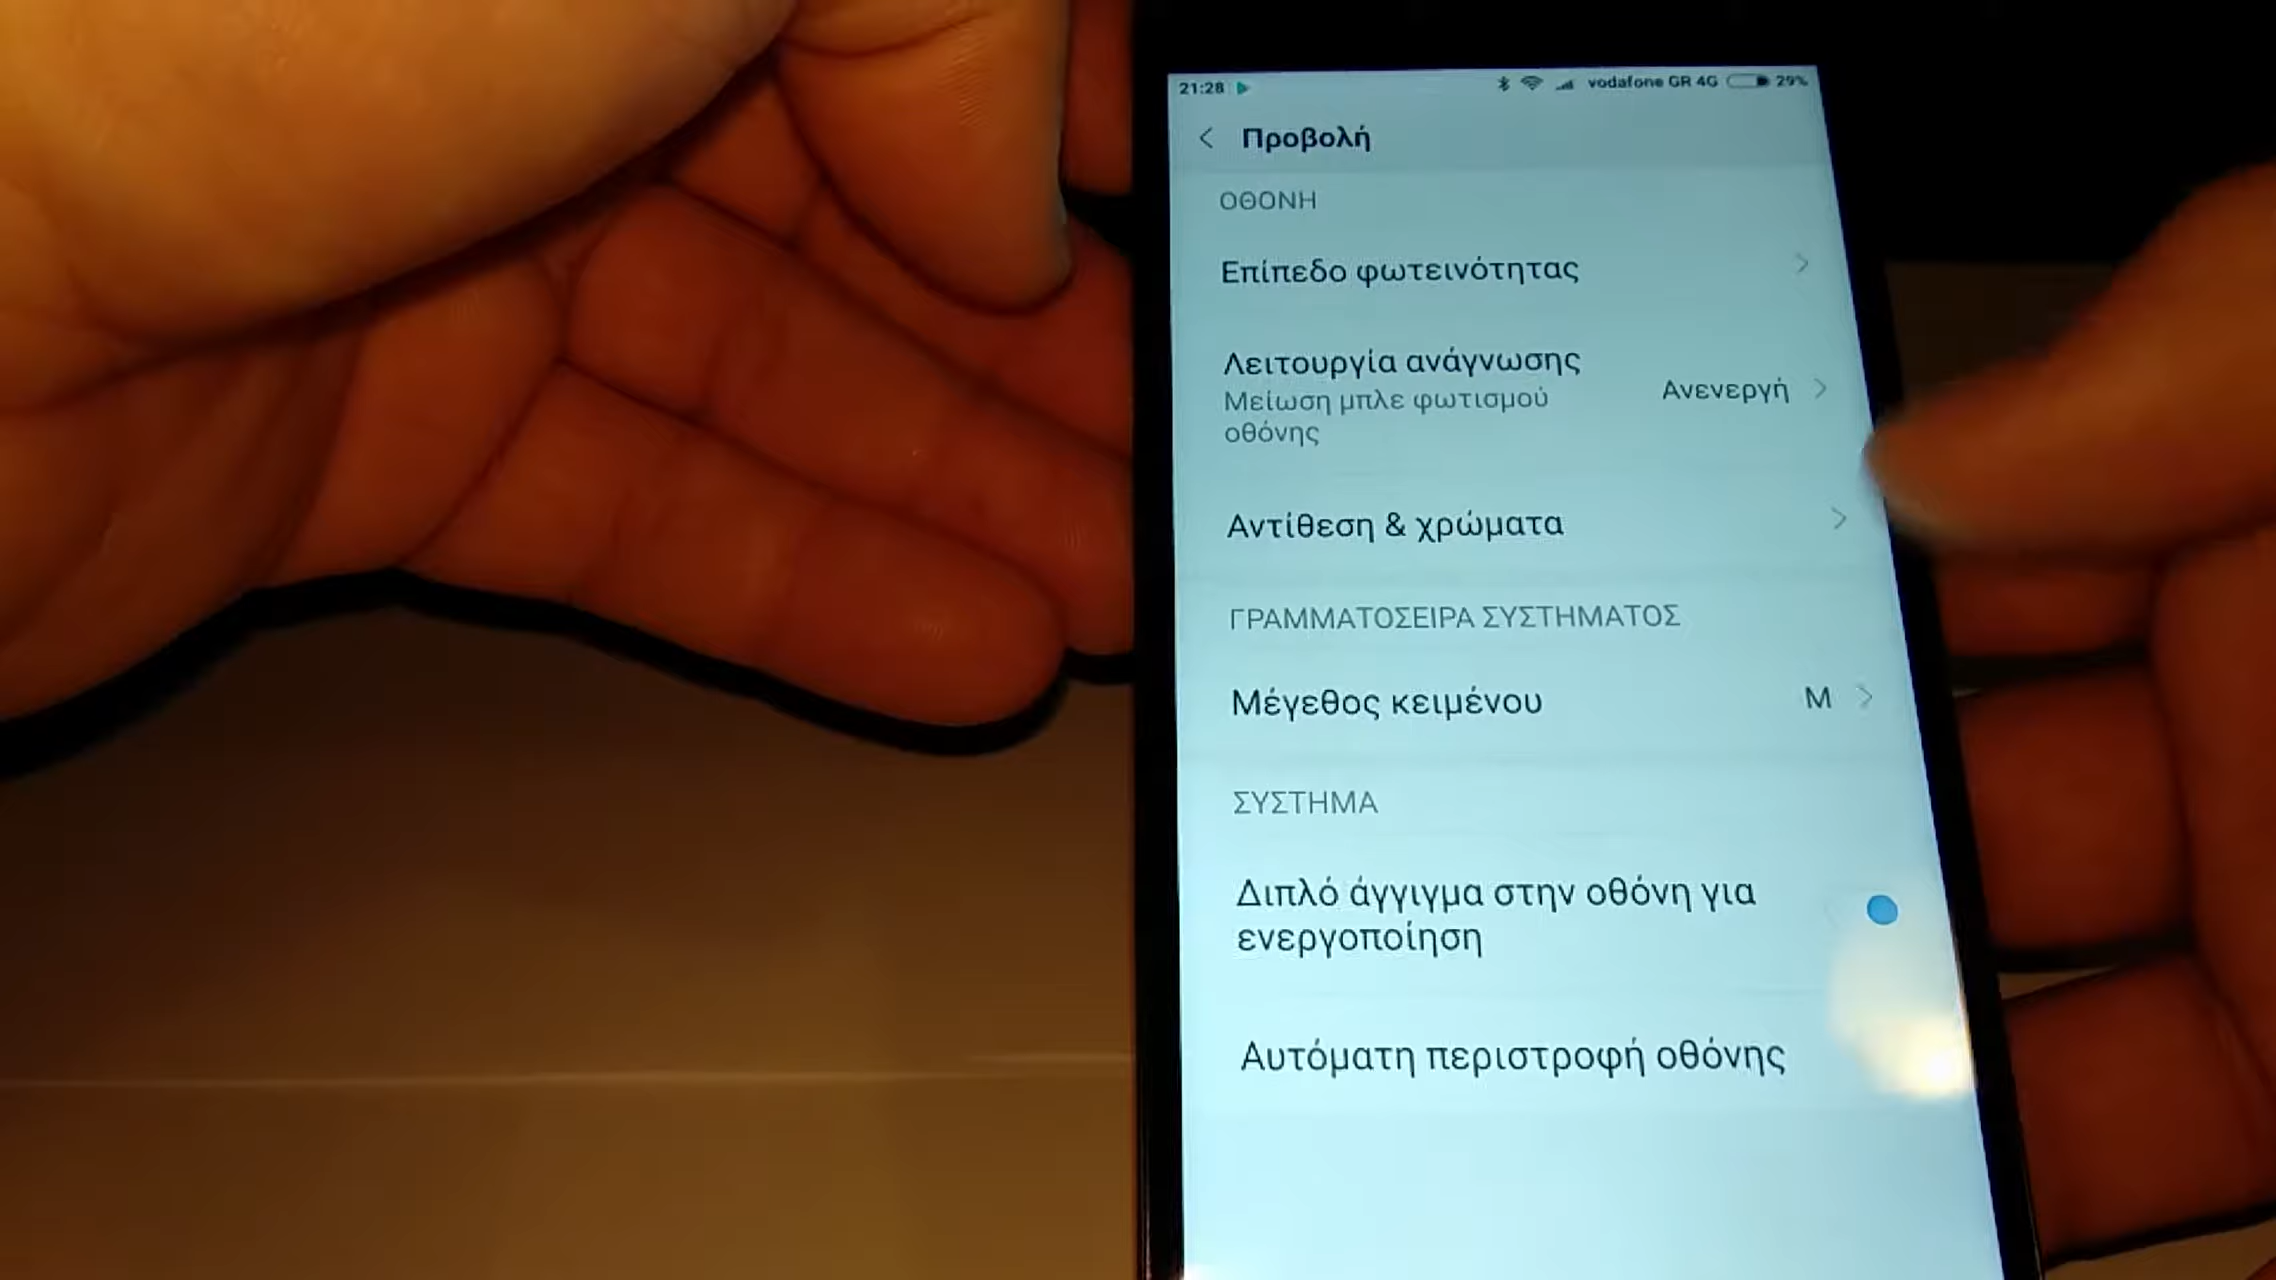 21:28 vodafone GR 4G 29%
Προβολή
ΟΘΟΝΗ
Επίπεδο φωτεινότητας
Λειτουργία ανάγνωσης
Μείωση μπλε φωτισμού
οθόνης
Ανενεργή
Αντίθεση & χρώματα
ΓΡΑΜΜΑΤΟΣΕΙΡΑ ΣΥΣΤΗΜΑΤΟΣ
Μέγεθος κειμένου M
ΣΥΣΤΗΜΑ
Διπλό άγγιγμα στην οθόνη για
ενεργοποίηση
Αυτόματη περιστροφή οθόνης